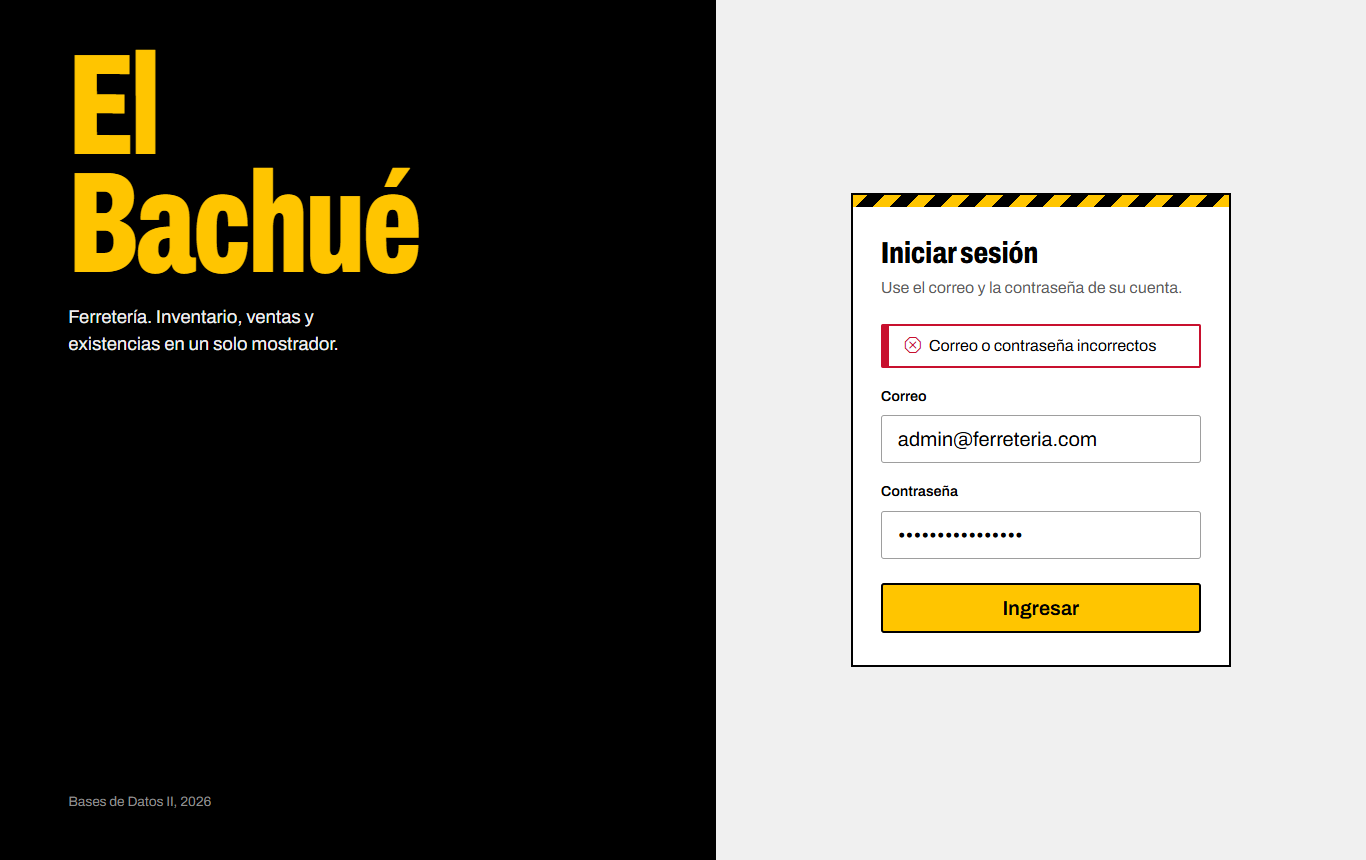 El
Bachué
Ferretería. Inventario, ventas y
existencias en un solo mostrador.
Bases de Datos II, 2026
Iniciar sesión
Use el correo y la contraseña de su cuenta.
Correo o contraseña incorrectos
Correo
admin@ferreteria.com
Contraseña
••••••••••••••••
Ingresar